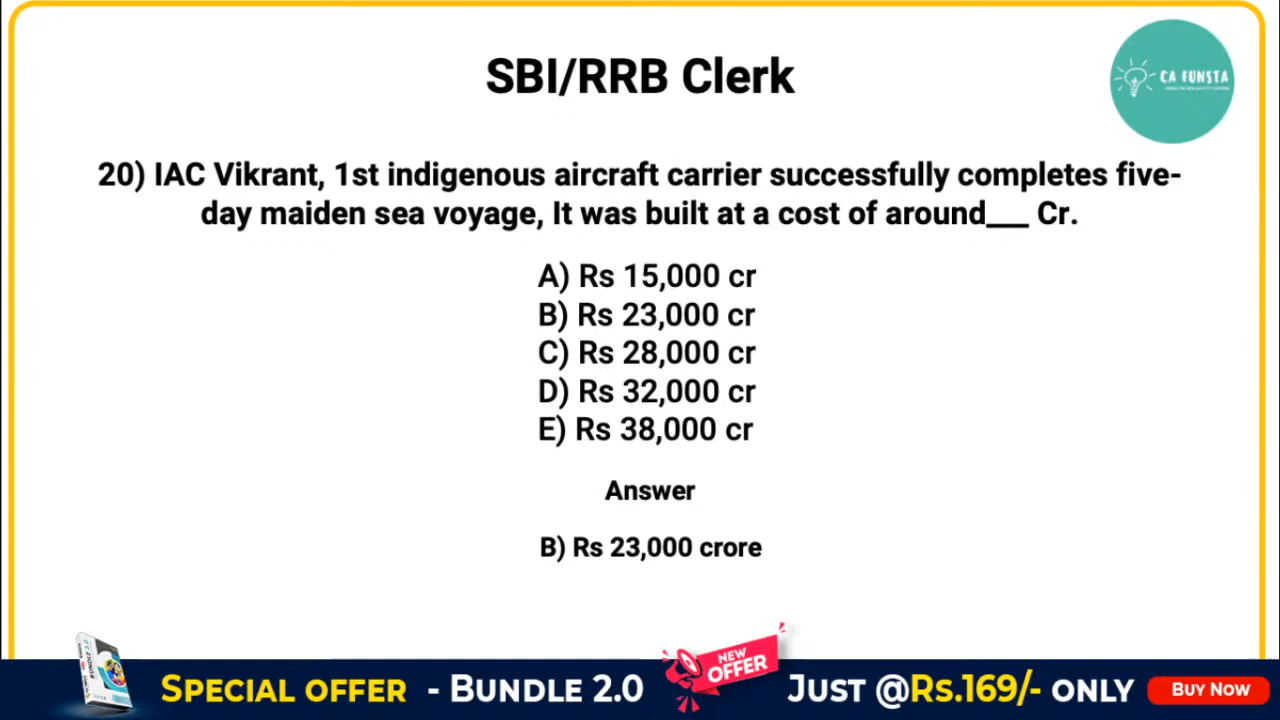 SBI/RRB Clerk
CA FUNSTA
20) IAC Vikrant, 1st indigenous aircraft carrier successfully completes five-
day maiden sea voyage, It was built at a cost of around___ Cr.
A) Rs 15,000 cr
B) Rs 23,000 cr
C) Rs 28,000 cr
D) Rs 32,000 cr
E) Rs 38,000 cr
Answer
B) Rs 23,000 crore
BUNDLE 2.0
SPECIAL OFFER - BUNDLE 2.0
NEW
OFFER
JUST @Rs.169/- ONLY
Buy Now